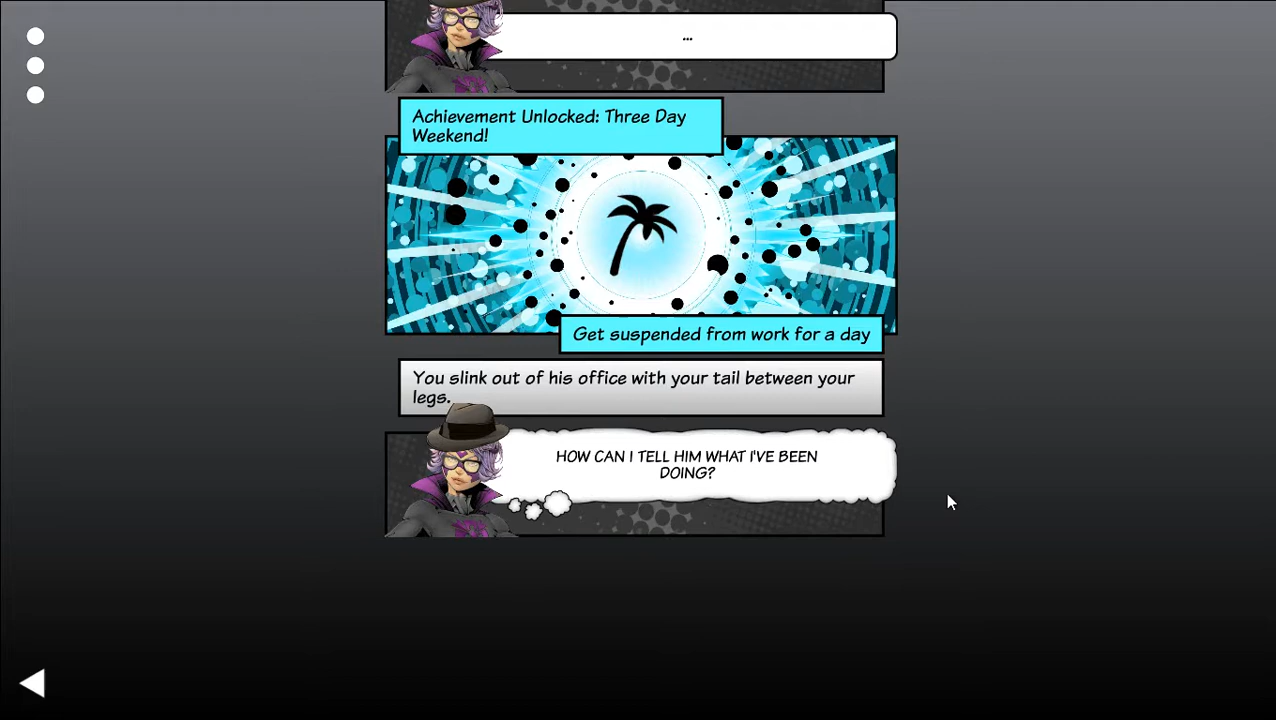 ...
Achievement Unlocked: Three Day
Weekend!
Get suspended from work for a day
You slink out of his office with your tail between your
legs.
HOW CAN I TELL HIM WHAT I'VE BEEN
DOING?